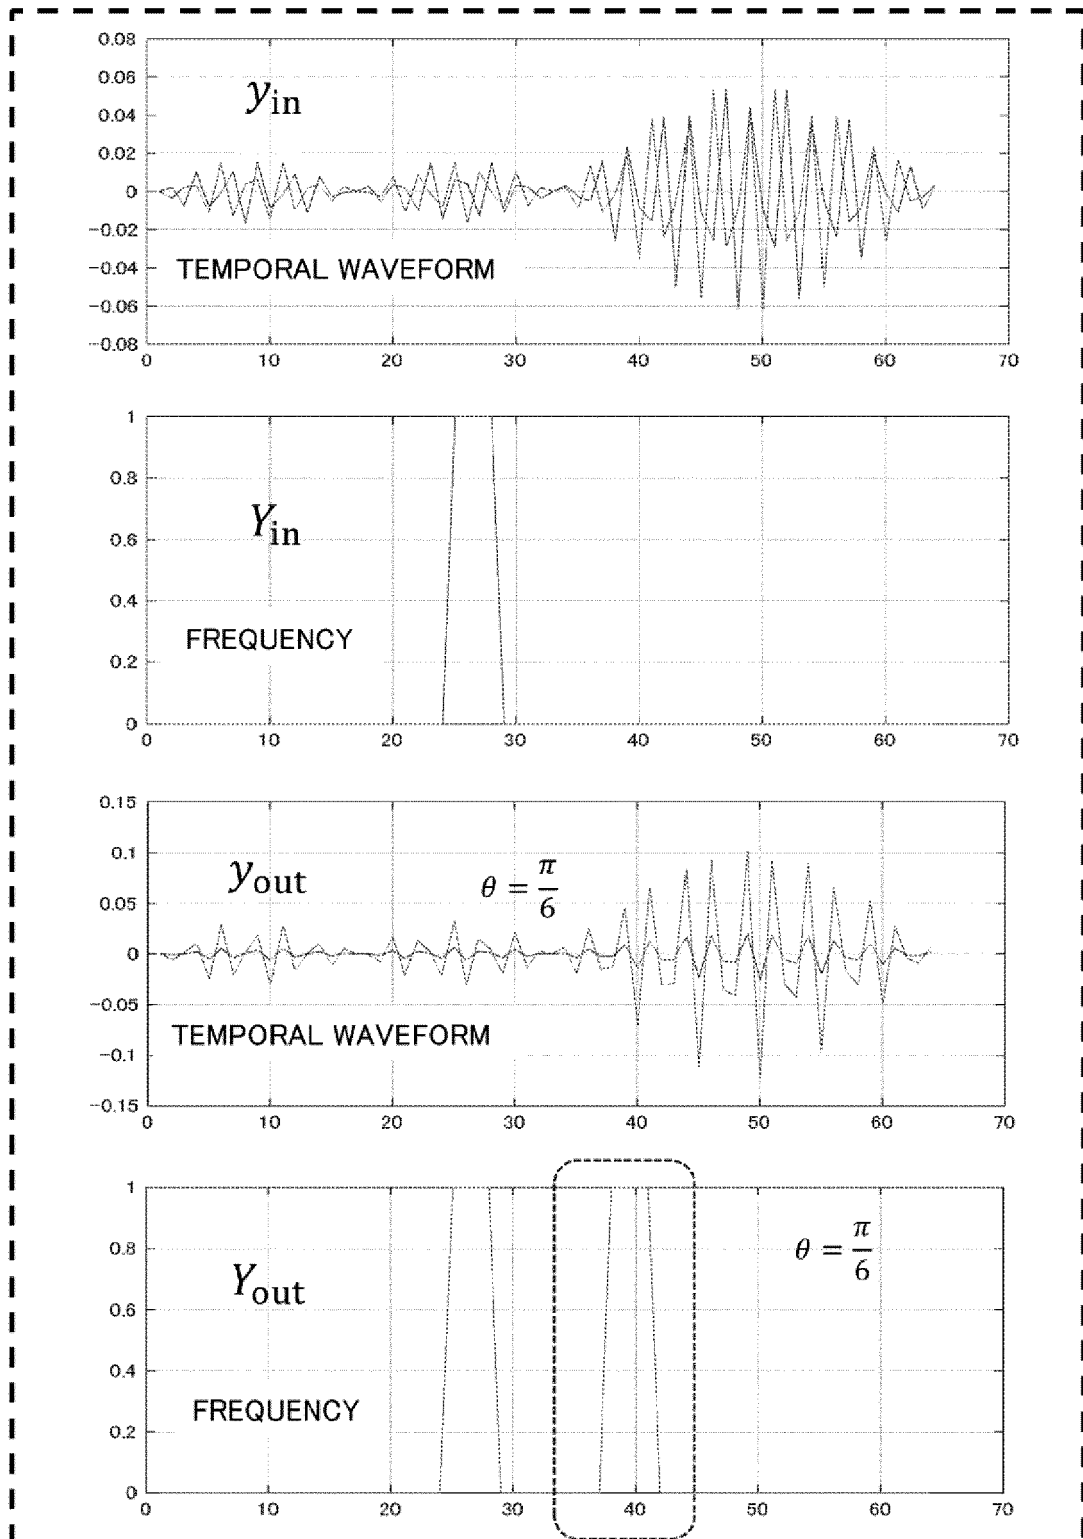 0.08
0.06
0.04
0.02
0
−0.02
−0.04
−0.06
−0.08
y_in
TEMPORAL WAVEFORM
0 10 20 30 40 50 60 70
1
0.8
0.6
0.4
0.2
0
Y_in
FREQUENCY
0 10 20 30 40 50 60 70
0.15
0.1
0.05
0
−0.05
−0.1
−0.15
y_out
θ = π/6
TEMPORAL WAVEFORM
0 10 20 30 40 50 60 70
1
0.8
0.6
0.4
0.2
0
θ = π/6
Y_out
FREQUENCY
0 10 20 30 40 50 60 70